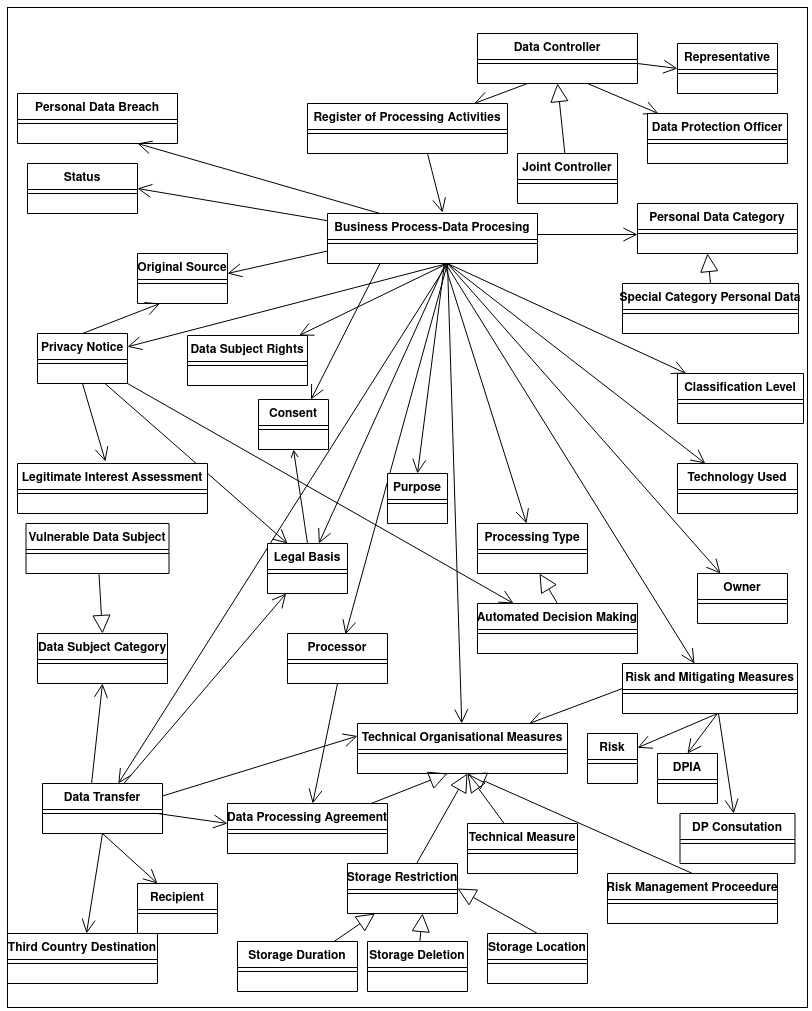 Data Controller
Representative
Personal Data Breach
Register of Processing Activities
Data Protection Officer
Joint Controller
Status
Business Process-Data Procesing
Personal Data Category
Original Source
Special Category Personal Data
Privacy Notice
Data Subject Rights
Classification Level
Consent
Legitimate Interest Assessment
Purpose
Technology Used
Vulnerable Data Subject
Legal Basis
Processing Type
Owner
Automated Decision Making
Data Subject Category
Processor
Risk and Mitigating Measures
Technical Organisational Measures
Risk
DPIA
Data Transfer
Data Processing Agreement
Technical Measure
DP Consutation
Storage Restriction
Risk Management Proceedure
Recipient
Third Country Destination
Storage Duration
Storage Deletion
Storage Location